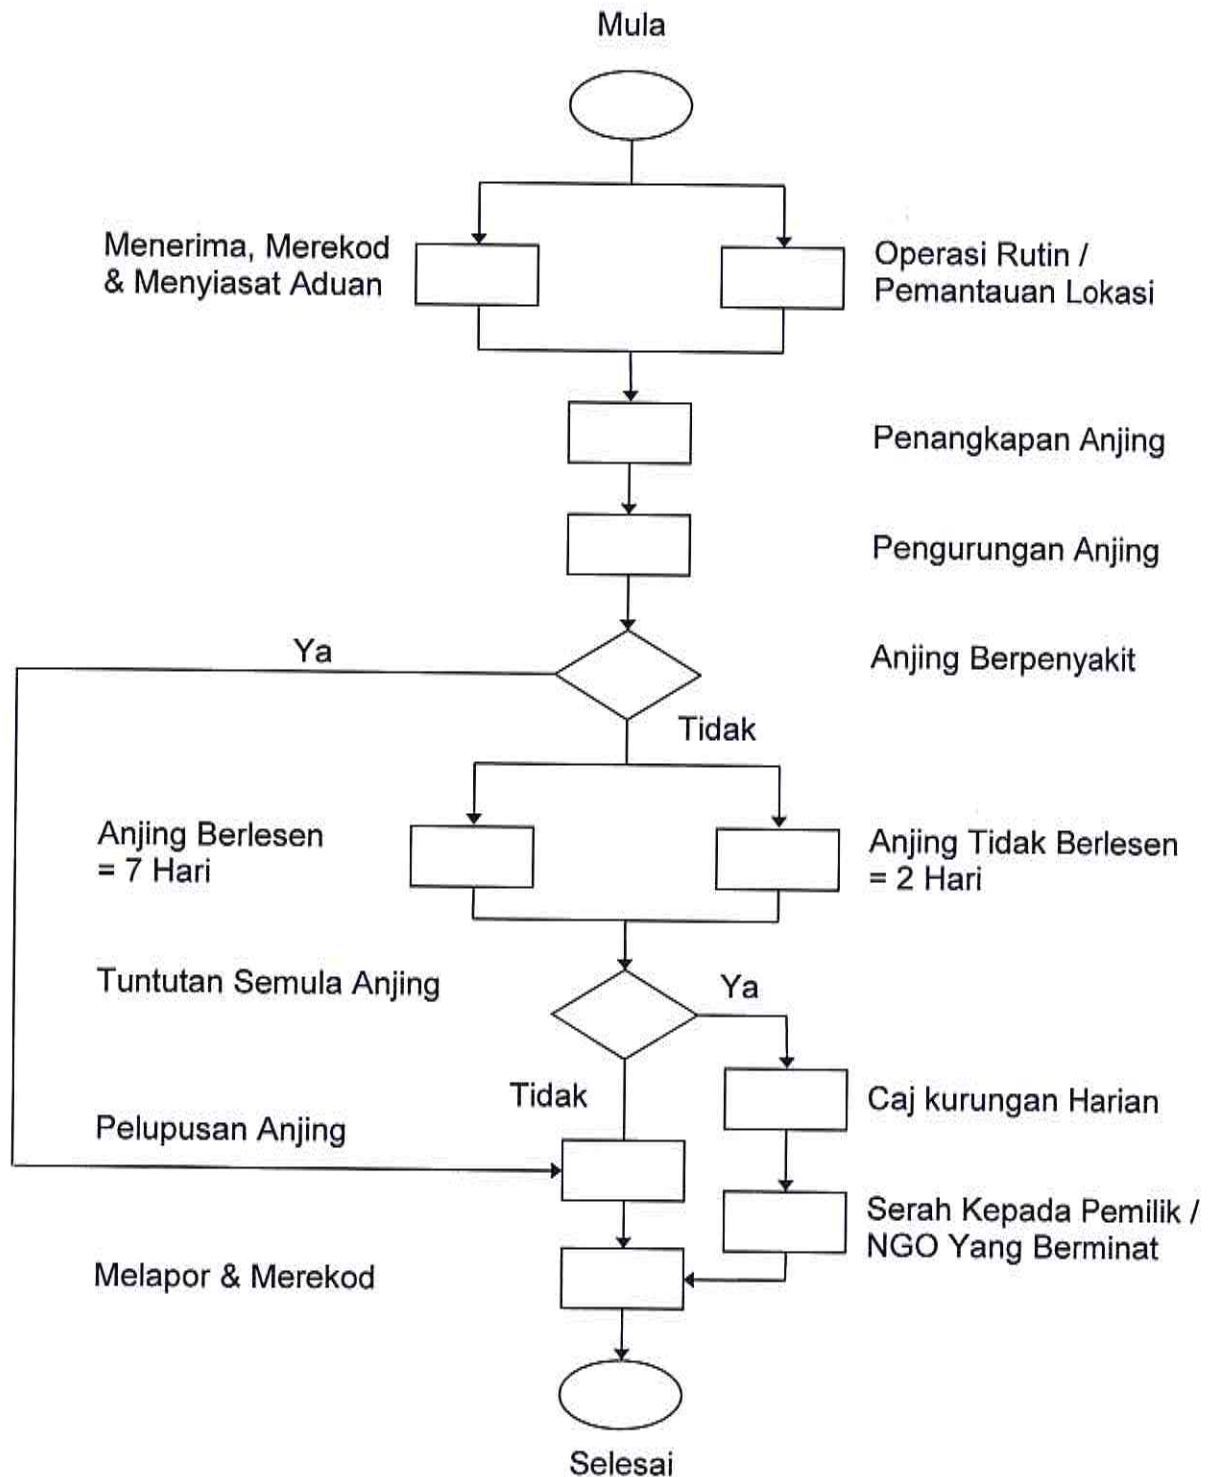 Mula
Menerima, Merekod
& Menyiasat Aduan
Operasi Rutin /
Pemantauan Lokasi
Penangkapan Anjing
Pengurungan Anjing
Anjing Berpenyakit
Ya
Tidak
Anjing Berlesen
= 7 Hari
Anjing Tidak Berlesen
= 2 Hari
Tuntutan Semula Anjing
Ya
Tidak
Caj kurungan Harian
Pelupusan Anjing
Serah Kepada Pemilik /
NGO Yang Berminat
Melapor & Merekod
Selesai